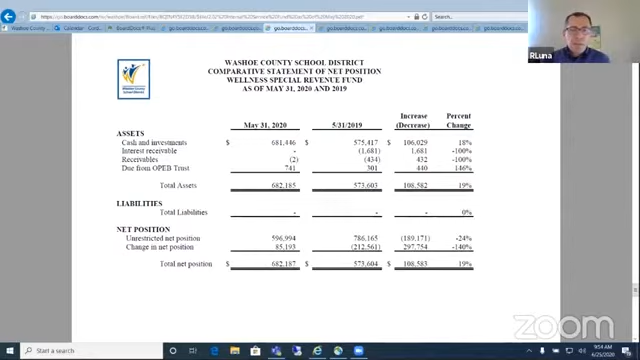 RLuna
WASHOE COUNTY SCHOOL DISTRICT
COMPARATIVE STATEMENT OF NET POSITION
WELLNESS SPECIAL REVENUE FUND
AS OF MAY 31, 2020 AND 2019
Washoe County
School District
May 31, 2020 5/31/2019 Increase (Decrease) Percent Change
ASSETS
Cash and investments $ 681,446 $ 575,417 $ 106,029 18%
Interest receivable - (1,681) 1,681 -100%
Receivables (2) (434) 432 -100%
Due from OPEB Trust 741 301 440 146%
Total Assets 682,185 573,603 108,582 19%
LIABILITIES
Total Liabilities - - - 0%
NET POSITION
Unrestricted net position 596,994 786,165 (189,171) -24%
Change in net position 85,193 (212,561) 297,754 -140%
Total net position $ 682,187 $ 573,604 $ 108,583 19%
zoom
Start a search
9:54 AM
6/25/2020